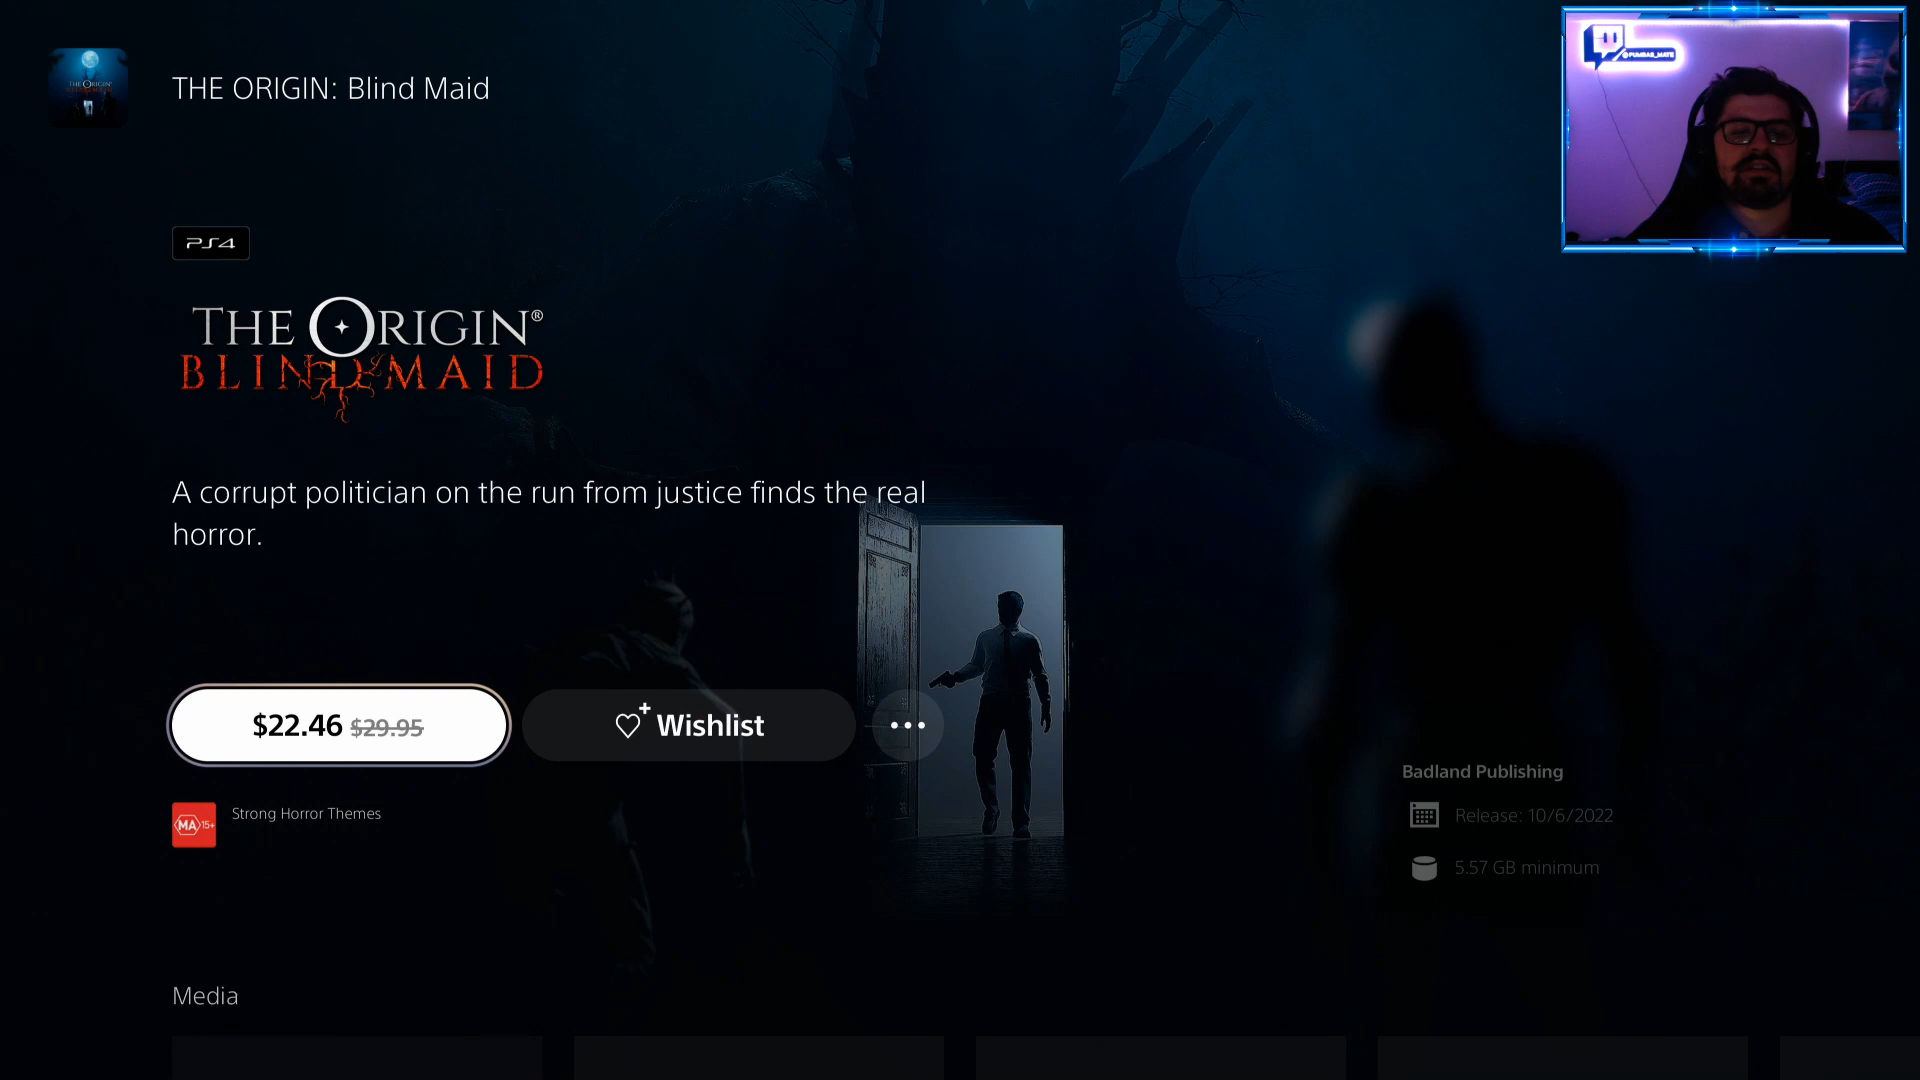 THE ORIGIN: Blind Maid
@PUMBAS_MATE
PS4
THE ORIGIN®
BLIND MAID
A corrupt politician on the run from justice finds the real
horror.
$22.46 $29.95
Wishlist
MA 15+
Strong Horror Themes
Badland Publishing
Release: 10/6/2022
5.57 GB minimum
Media